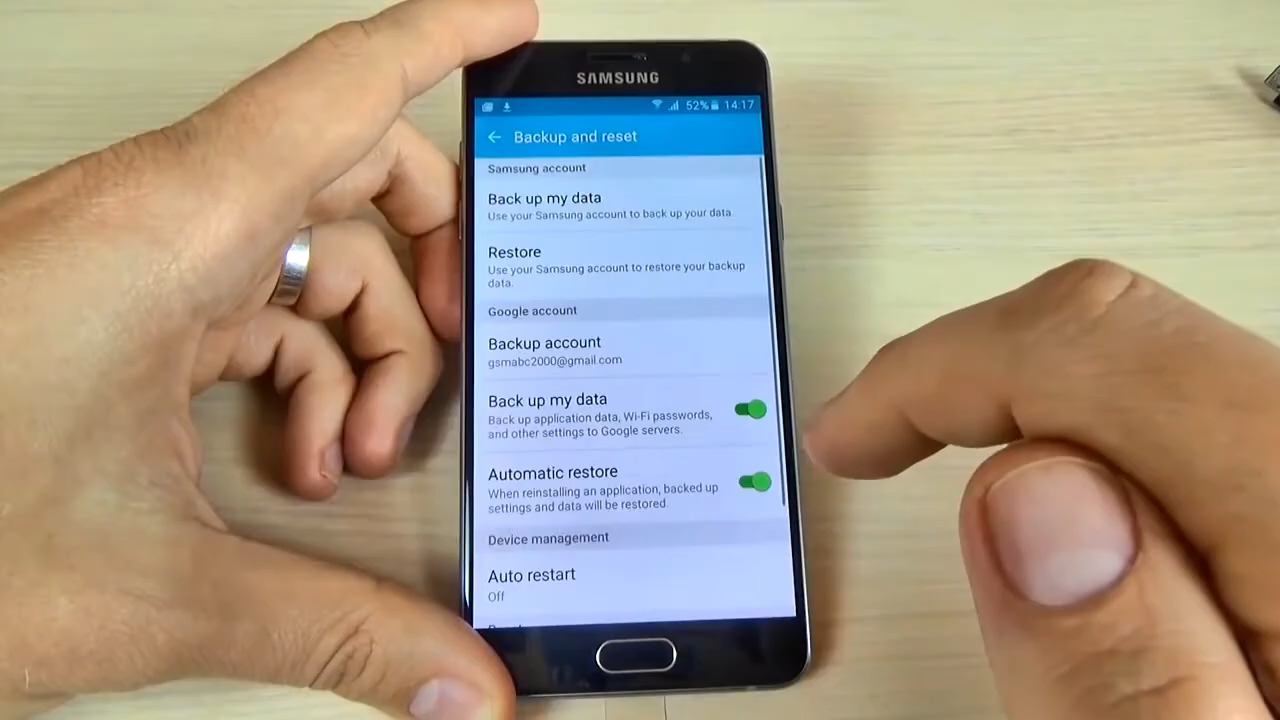 SAMSUNG
52% 14:17
Backup and reset
Samsung account
Back up my data
Use your Samsung account to back up your data.
Restore
Use your Samsung account to restore your backup
data.
Google account
Backup account
gsmabc2000@gmail.com
Back up my data
Back up application data, Wi-Fi passwords,
and other settings to Google servers.
Automatic restore
When reinstalling an application, backed up
settings and data will be restored.
Device management
Auto restart
Off